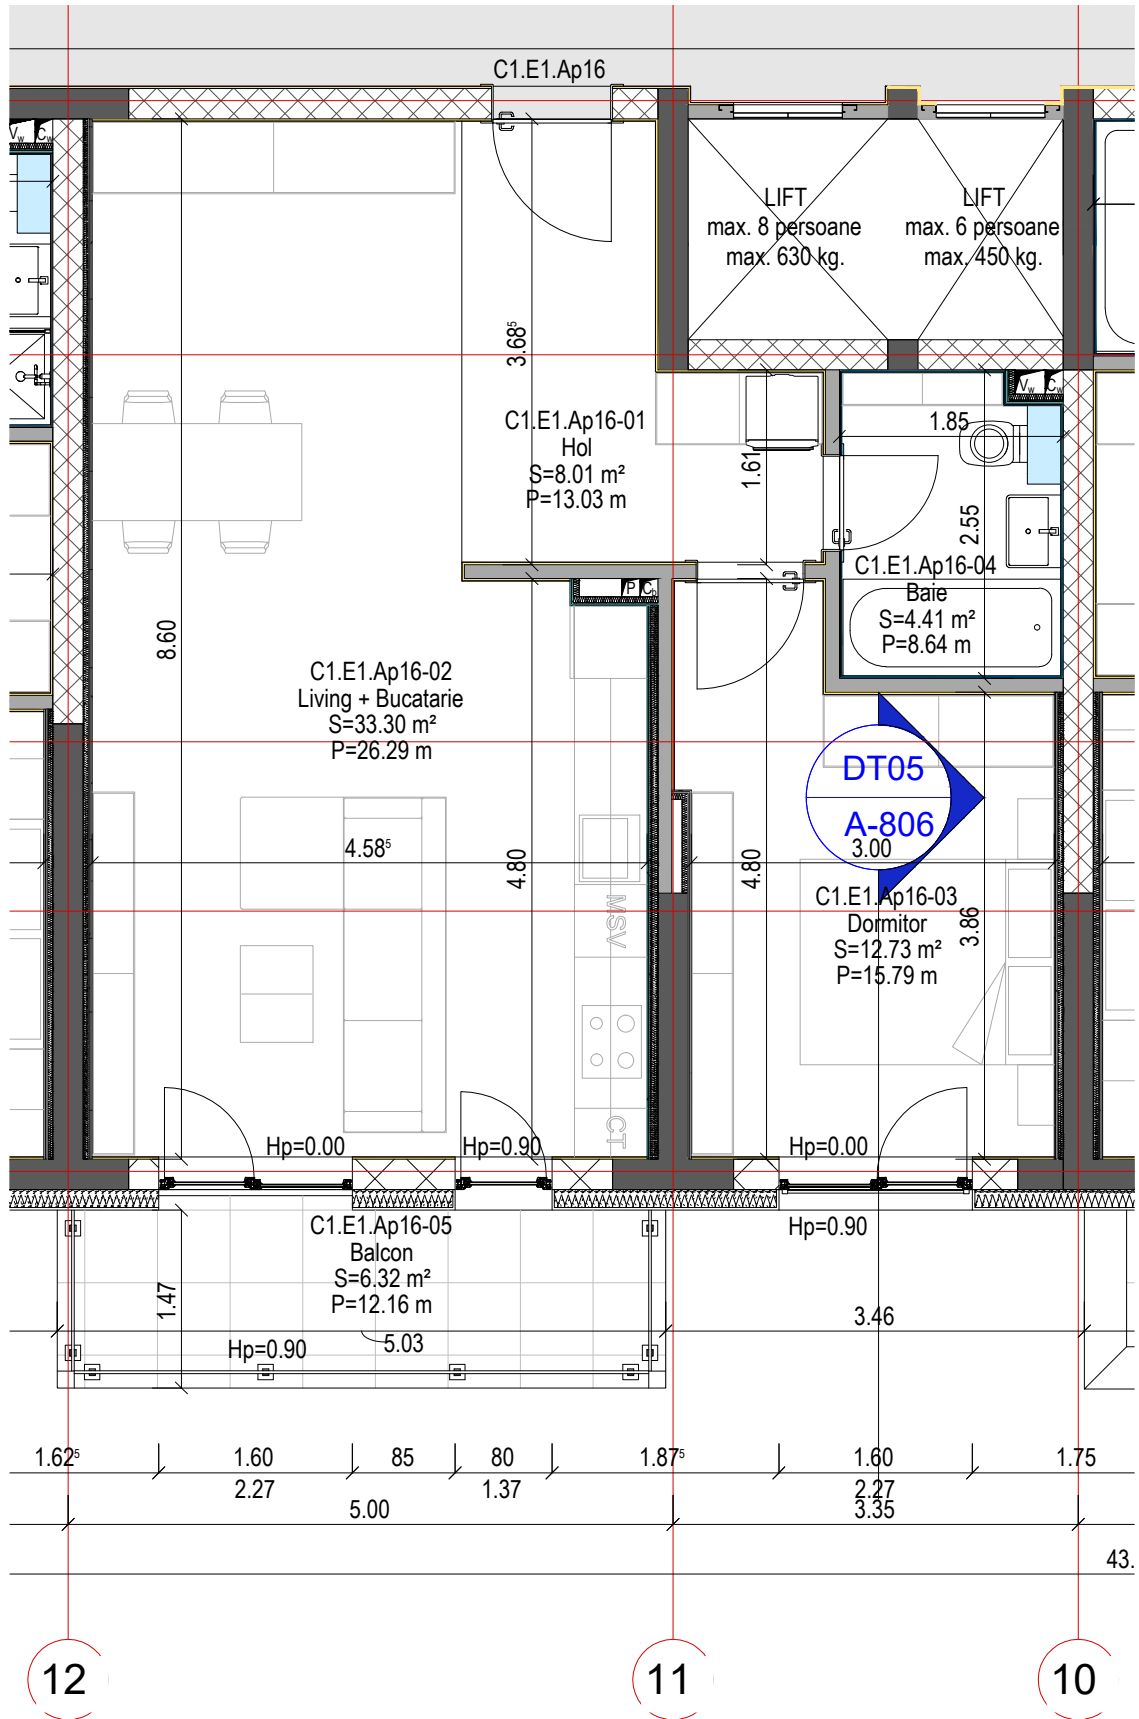 C1.E1.Ap16
Vw Cw
LIFT
max. 8 persoane
max. 630 kg.
LIFT
max. 6 persoane
max. 450 kg.
3.68⁵
C1.E1.Ap16-01
Hol
S=8.01 m²
P=13.03 m
1.61
Vw Cw
1.85
2.55
C1.E1.Ap16-04
Baie
S=4.41 m²
P=8.64 m
P Cb
8.60
C1.E1.Ap16-02
Living + Bucatarie
S=33.30 m²
P=26.29 m
DT05
A-806
4.58⁵
4.80
4.80
3.00
C1.E1.Ap16-03
Dormitor
S=12.73 m²
P=15.79 m
3.86
MSV
CT
Hp=0.00
Hp=0.90
Hp=0.00
Hp=0.90
C1.E1.Ap16-05
Balcon
S=6.32 m²
P=12.16 m
1.47
Hp=0.90
5.03
3.46
1.62⁵ 1.60 85 80 1.87⁵ 1.60 1.75
2.27 1.37 2.27
5.00 3.35
43.
12 11 10